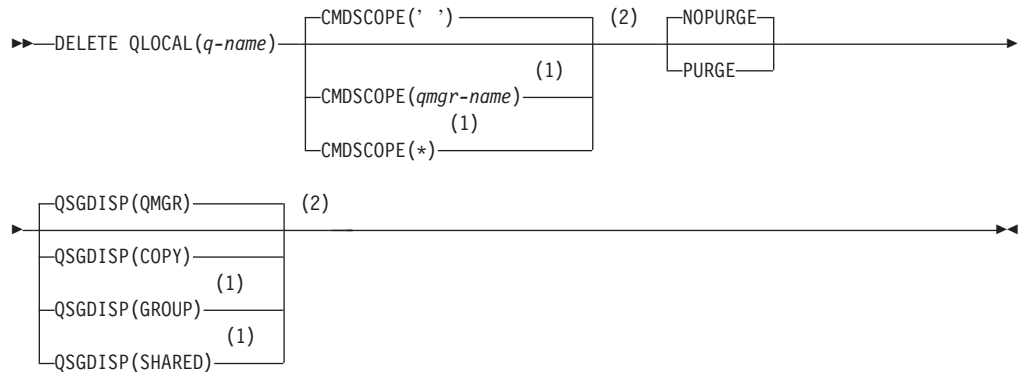 CMDSCOPE(' ') (2) NOPURGE
DELETE QLOCAL(q-name)
(1) PURGE
CMDSCOPE(qmgr-name)
(1)
CMDSCOPE(*)
QSGDISP(QMGR) (2)
QSGDISP(COPY)
(1)
QSGDISP(GROUP)
(1)
QSGDISP(SHARED)